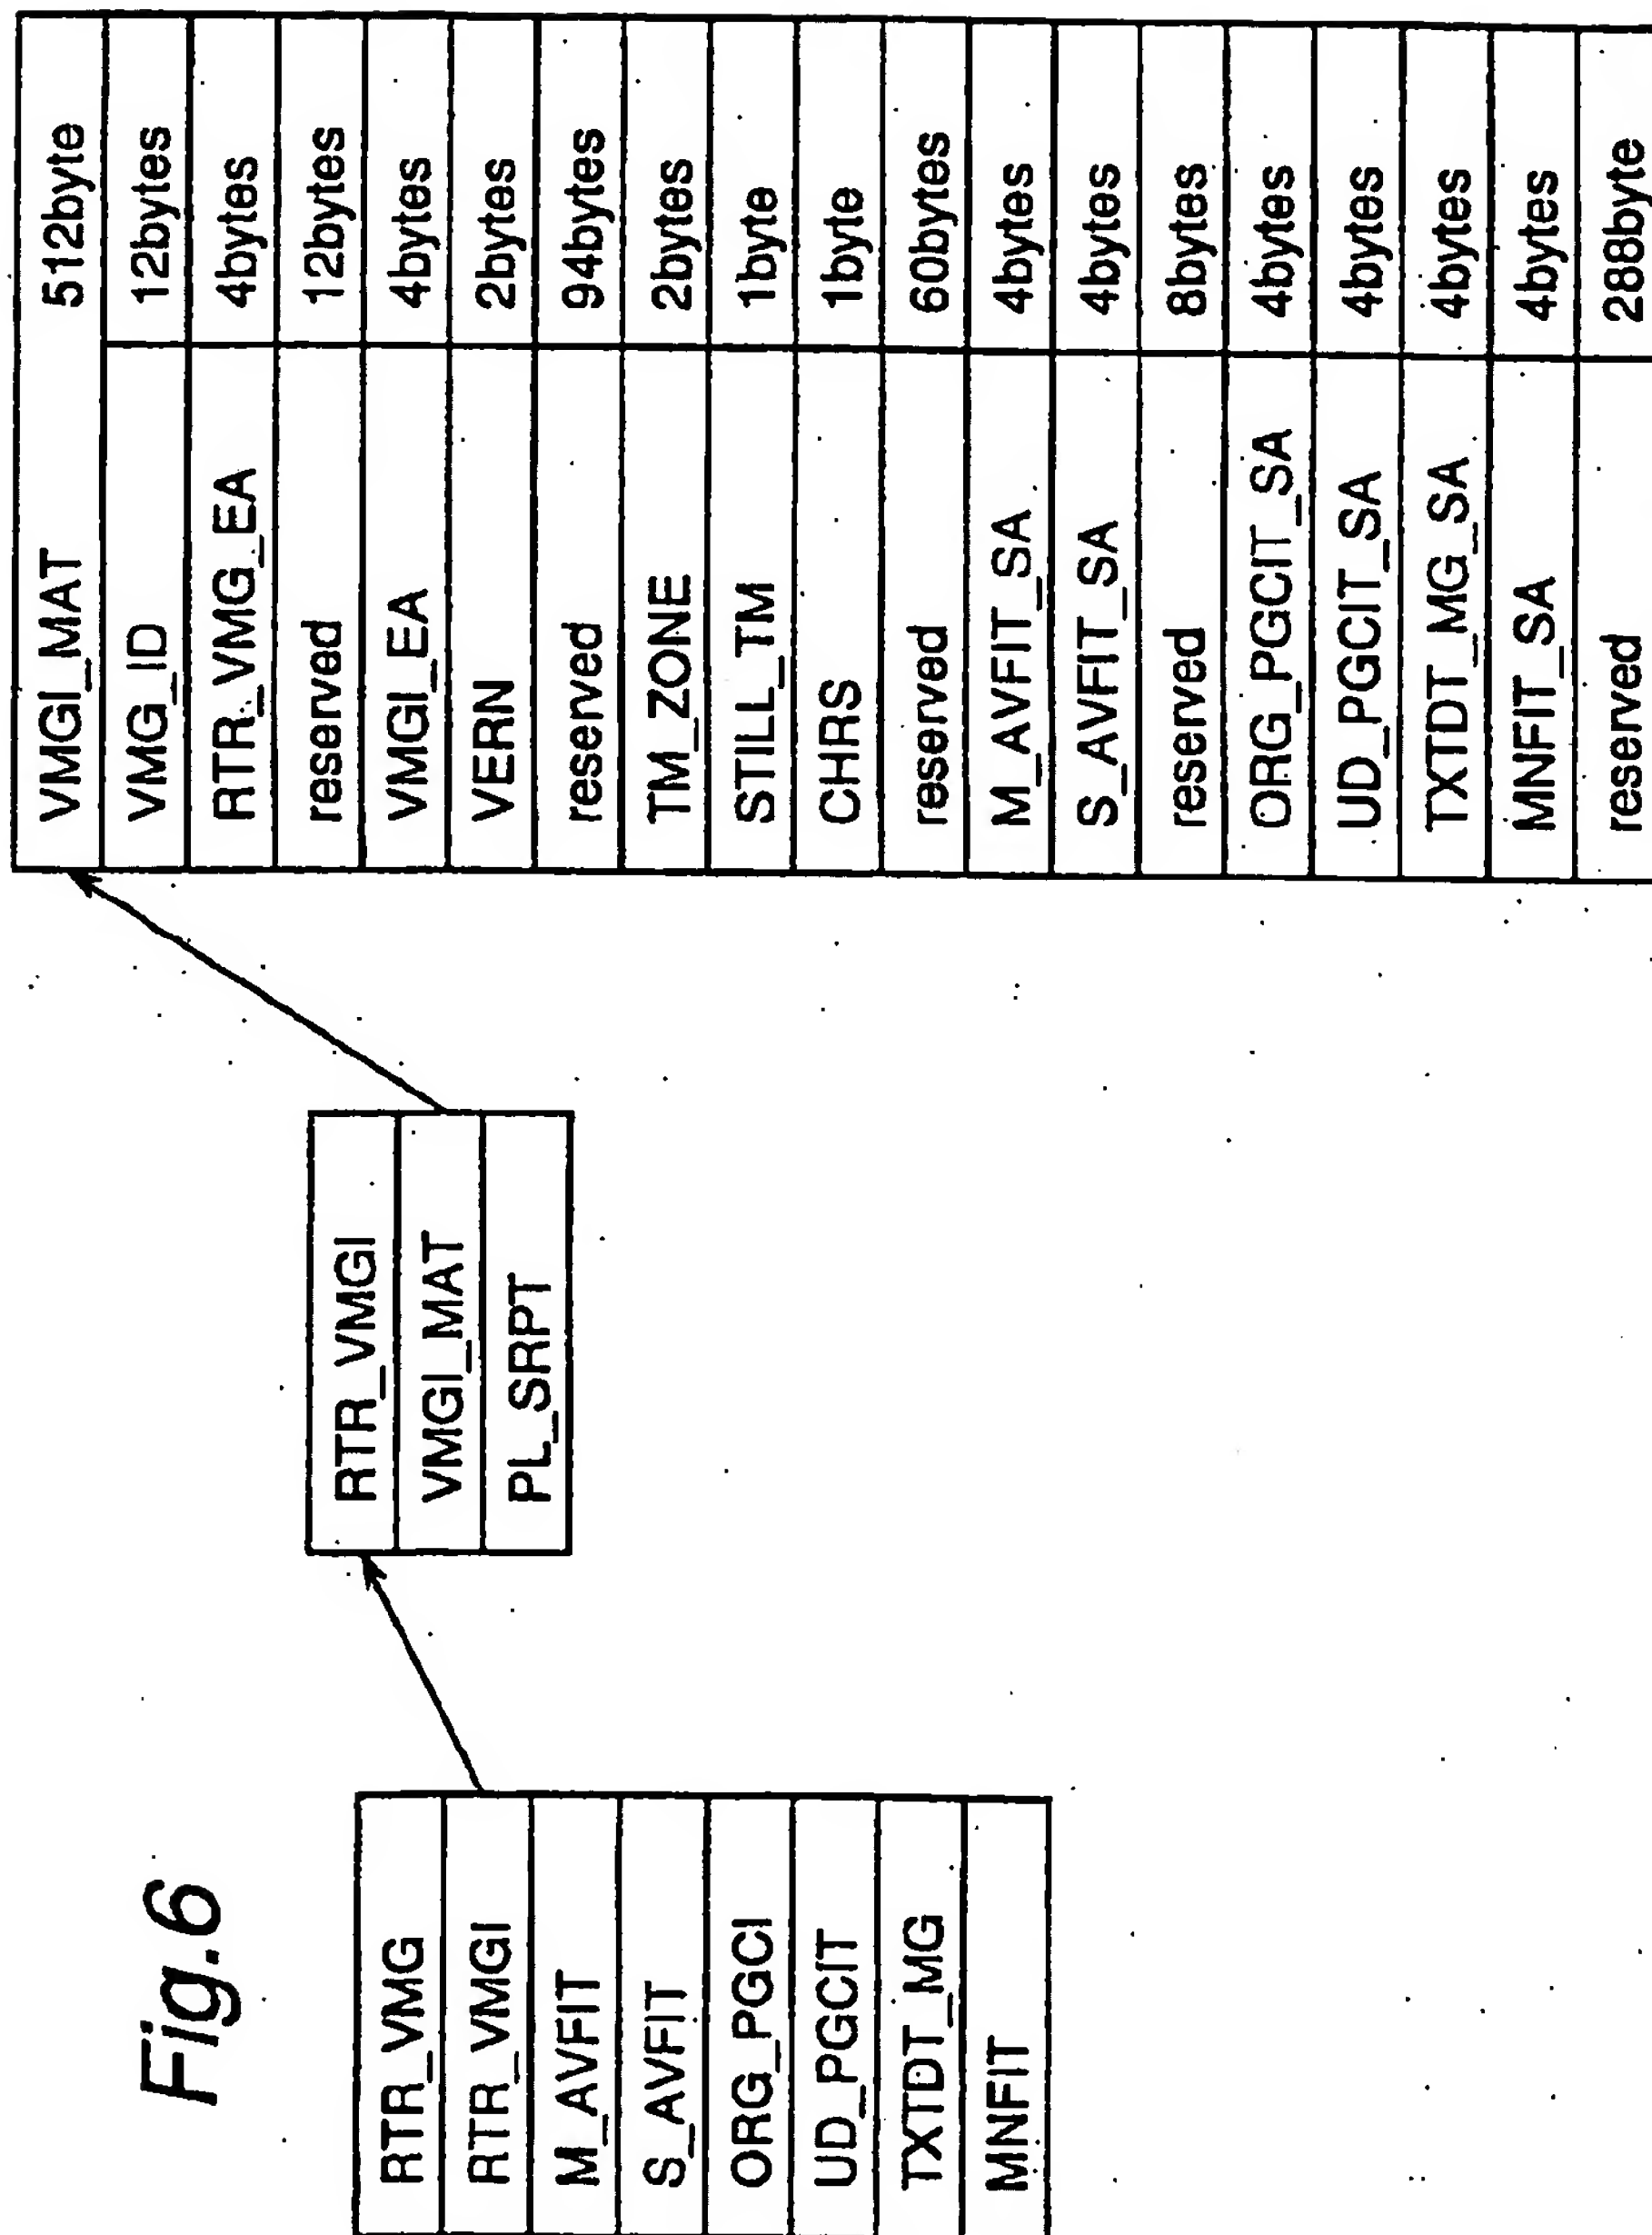 Fig.6
RTR_VMG
RTR_VMGI
M_AVFIT
S_AVFIT
ORG_PGCI
UD_PGCIT
TXTDT_MG
MNFIT
RTR_VMGI
VMGI_MAT
PL_SRPT
VMGI_MAT 512byte
VMG_ID 12bytes
RTR_VMG_EA 4bytes
reserved 12bytes
VMGI_EA 4bytes
VERN 2bytes
reserved 94bytes
TM_ZONE 2bytes
STILL_TM 1byte
CHRS 1byte
reserved 60bytes
M_AVFIT_SA 4bytes
S_AVFIT_SA 4bytes
reserved 8bytes
ORG_PGCIT_SA 4bytes
UD_PGCIT_SA 4bytes
TXTDT_MG_SA 4bytes
MNFIT_SA 4bytes
reserved 288byte